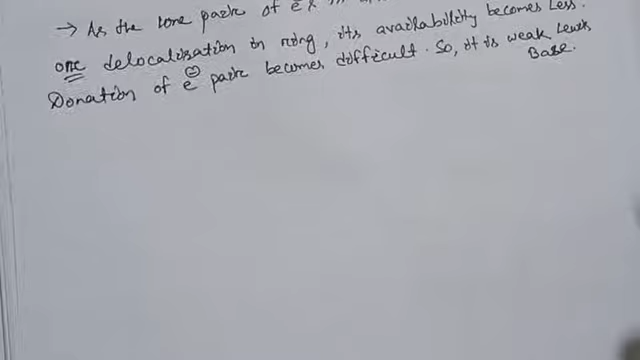 → As the lone pair of e
are delocalisation in ring, its availability becomes Less.
Donation of e⊖ pair becomes difficult. So, it is weak Lewis
Base.